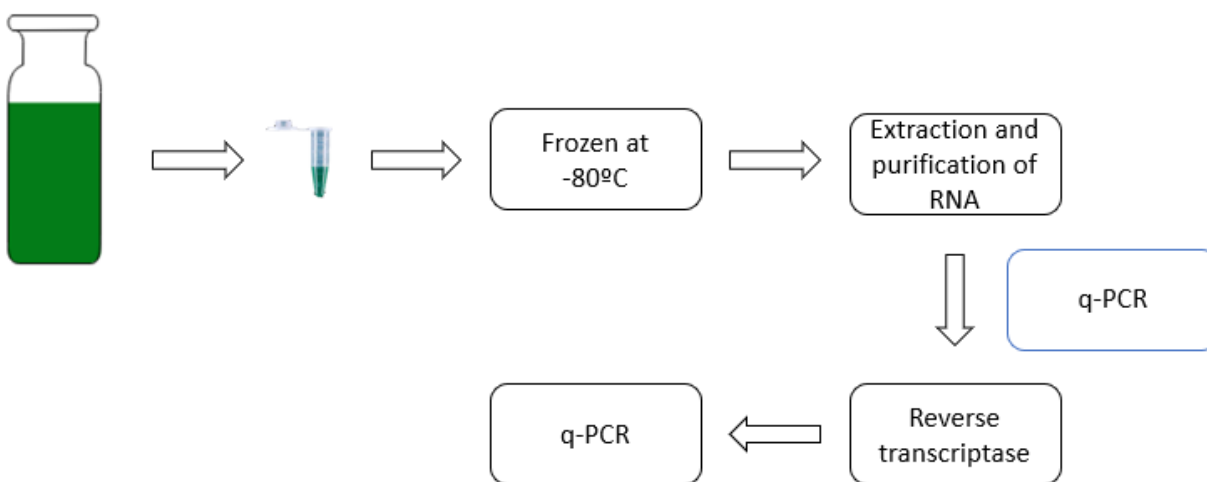 Frozen at
-80ºC
Extraction and
purification of
RNA
q-PCR
q-PCR
Reverse
transcriptase